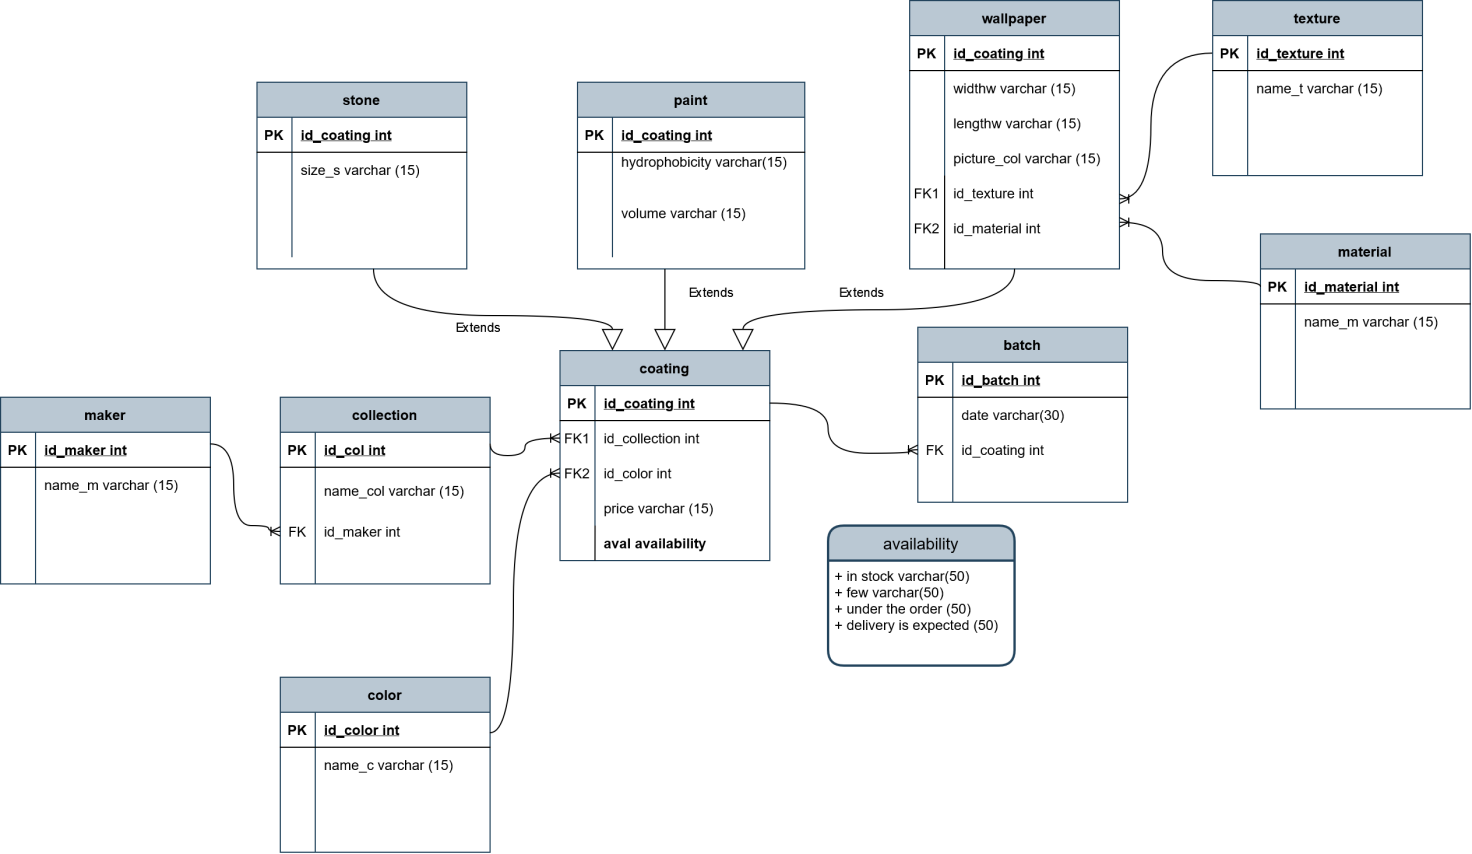 wallpaper
PK id_coating int
widthw varchar (15)
lengthw varchar (15)
picture_col varchar (15)
FK1 id_texture int
FK2 id_material int
texture
PK id_texture int
name_t varchar (15)
stone
PK id_coating int
size_s varchar (15)
paint
PK id_coating int
hydrophobicity varchar(15)
volume varchar (15)
material
PK id_material int
name_m varchar (15)
Extends
Extends
Extends
batch
PK id_batch int
date varchar(30)
FK id_coating int
coating
PK id_coating int
FK1 id_collection int
FK2 id_color int
price varchar (15)
aval availability
maker
PK id_maker int
name_m varchar (15)
collection
PK id_col int
name_col varchar (15)
FK id_maker int
availability
+ in stock varchar(50)
+ few varchar(50)
+ under the order (50)
+ delivery is expected (50)
color
PK id_color int
name_c varchar (15)